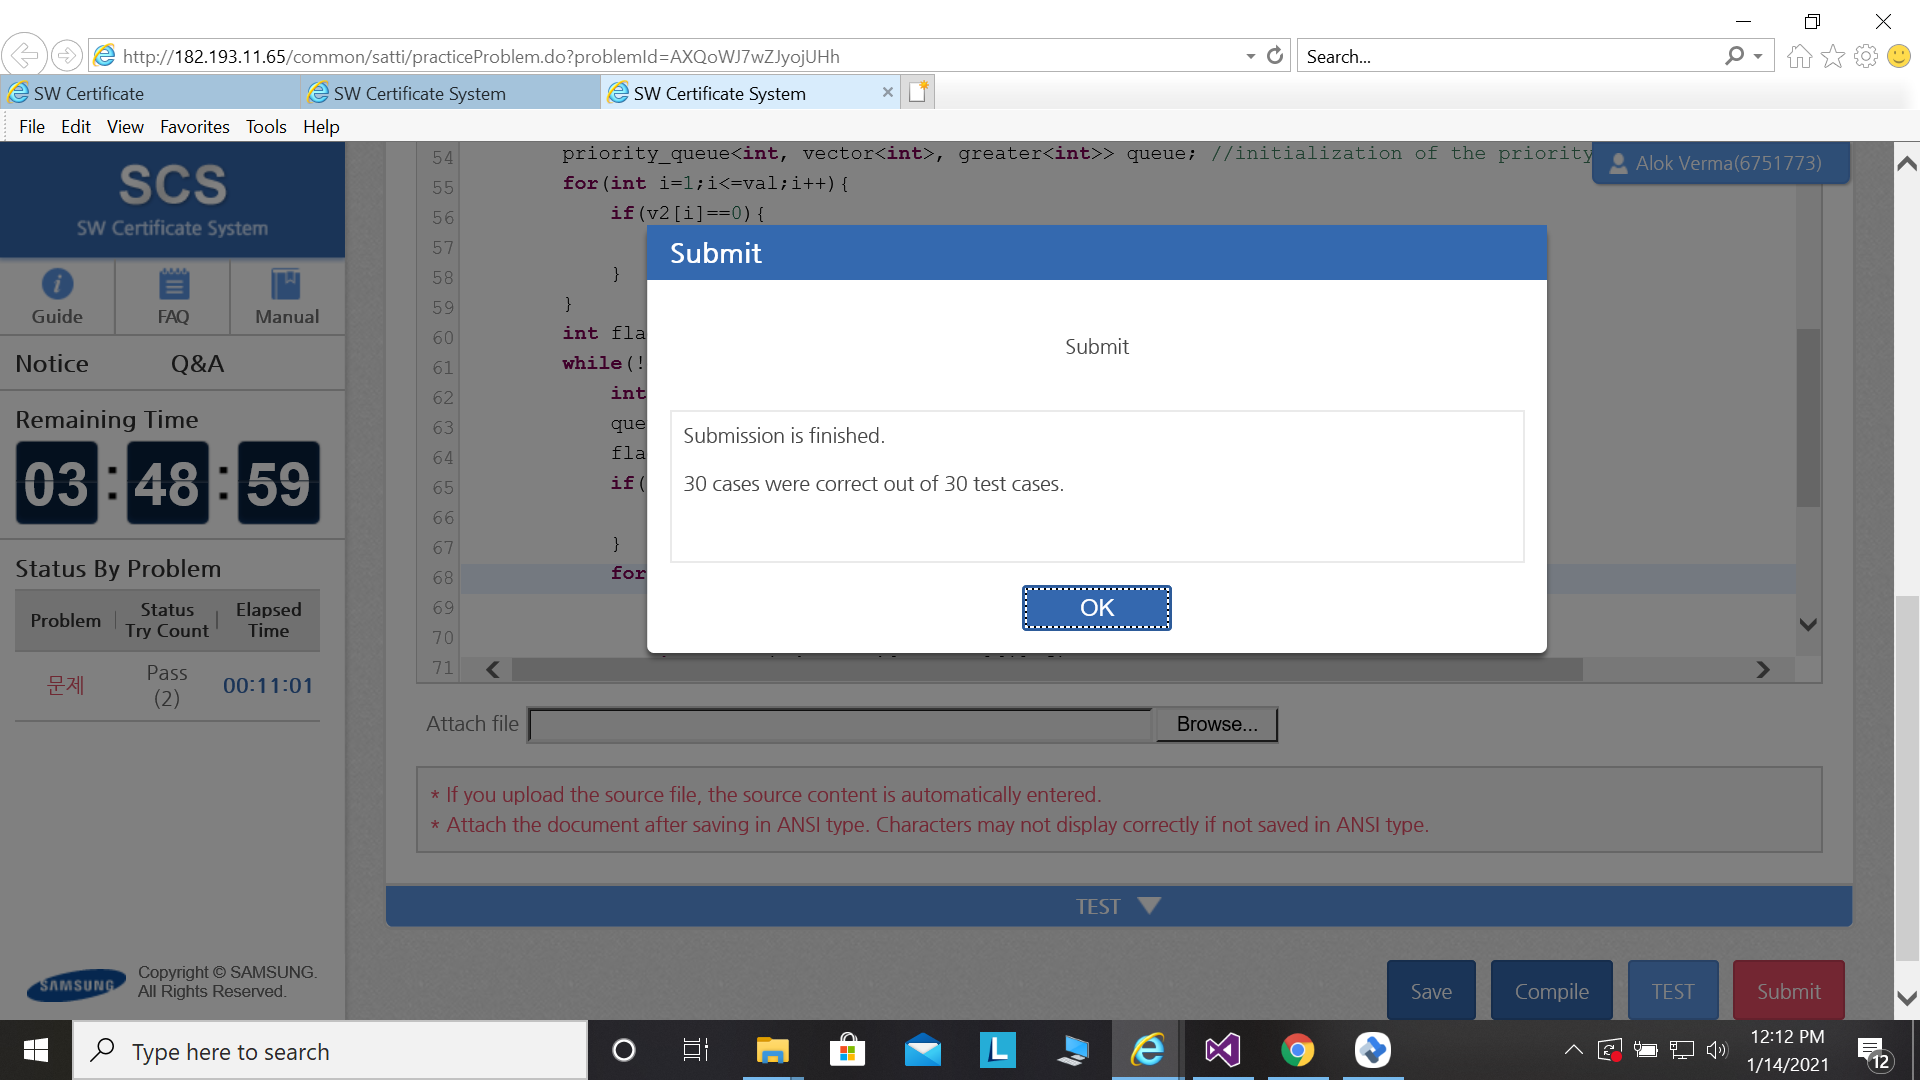 http://182.193.11.65/common/satti/practiceProblem.do?problemId=AXQoWJ7wZJyojUHh
Search...
SW Certificate
SW Certificate System
SW Certificate System
File Edit View Favorites Tools Help
SCS
SW Certificate System
Guide
FAQ
Manual
Notice
Q&A
Remaining Time
03 : 48 : 59
Status By Problem
Problem
Status
Try Count
Elapsed
Time
문제
Pass
(2)
00:11:01
SAMSUNG
Copyright © SAMSUNG.
All Rights Reserved.
Alok Verma(6751773)
54 priority_queue<int, vector<int>, greater<int>> queue; //initialization of the priority
55 for(int i=1;i<=val;i++){
56 if(v2[i]==0){
57
58 }
59 }
60 int fla
61 while(!
62 int
63 que
64 fla
65 if(
66
67 }
68 for
69
70
71
Submit
Submit
Submission is finished.
30 cases were correct out of 30 test cases.
OK
Attach file
Browse...
* If you upload the source file, the source content is automatically entered.
* Attach the document after saving in ANSI type. Characters may not display correctly if not saved in ANSI type.
TEST
Save
Compile
TEST
Submit
Type here to search
L
12:12 PM
1/14/2021
12